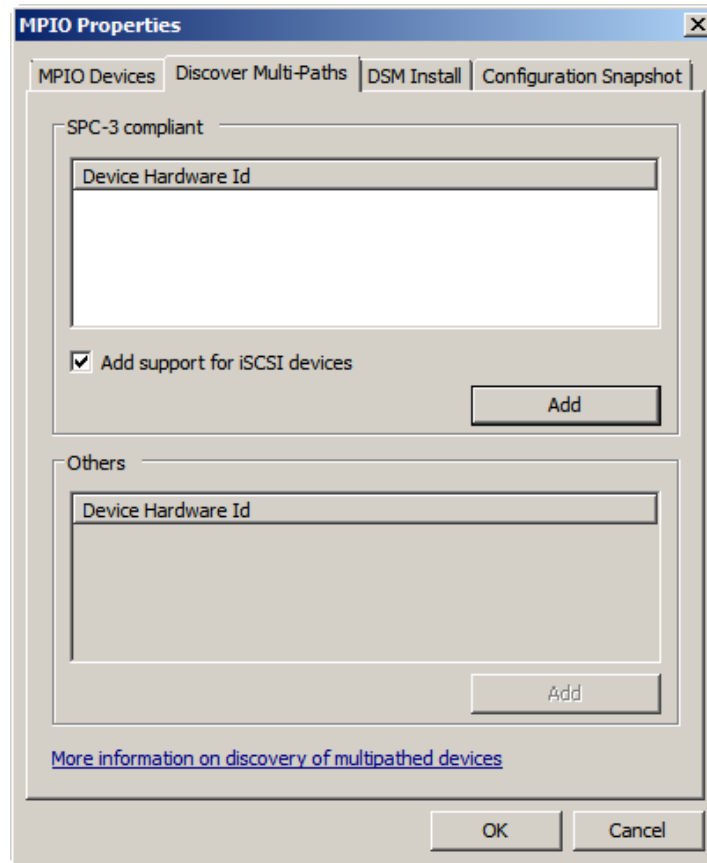 MPIO Properties
MPIO Devices Discover Multi-Paths DSM Install Configuration Snapshot
SPC-3 compliant
Device Hardware Id
Add support for iSCSI devices
Add
Others
Device Hardware Id
Add
More information on discovery of multipathed devices
OK Cancel